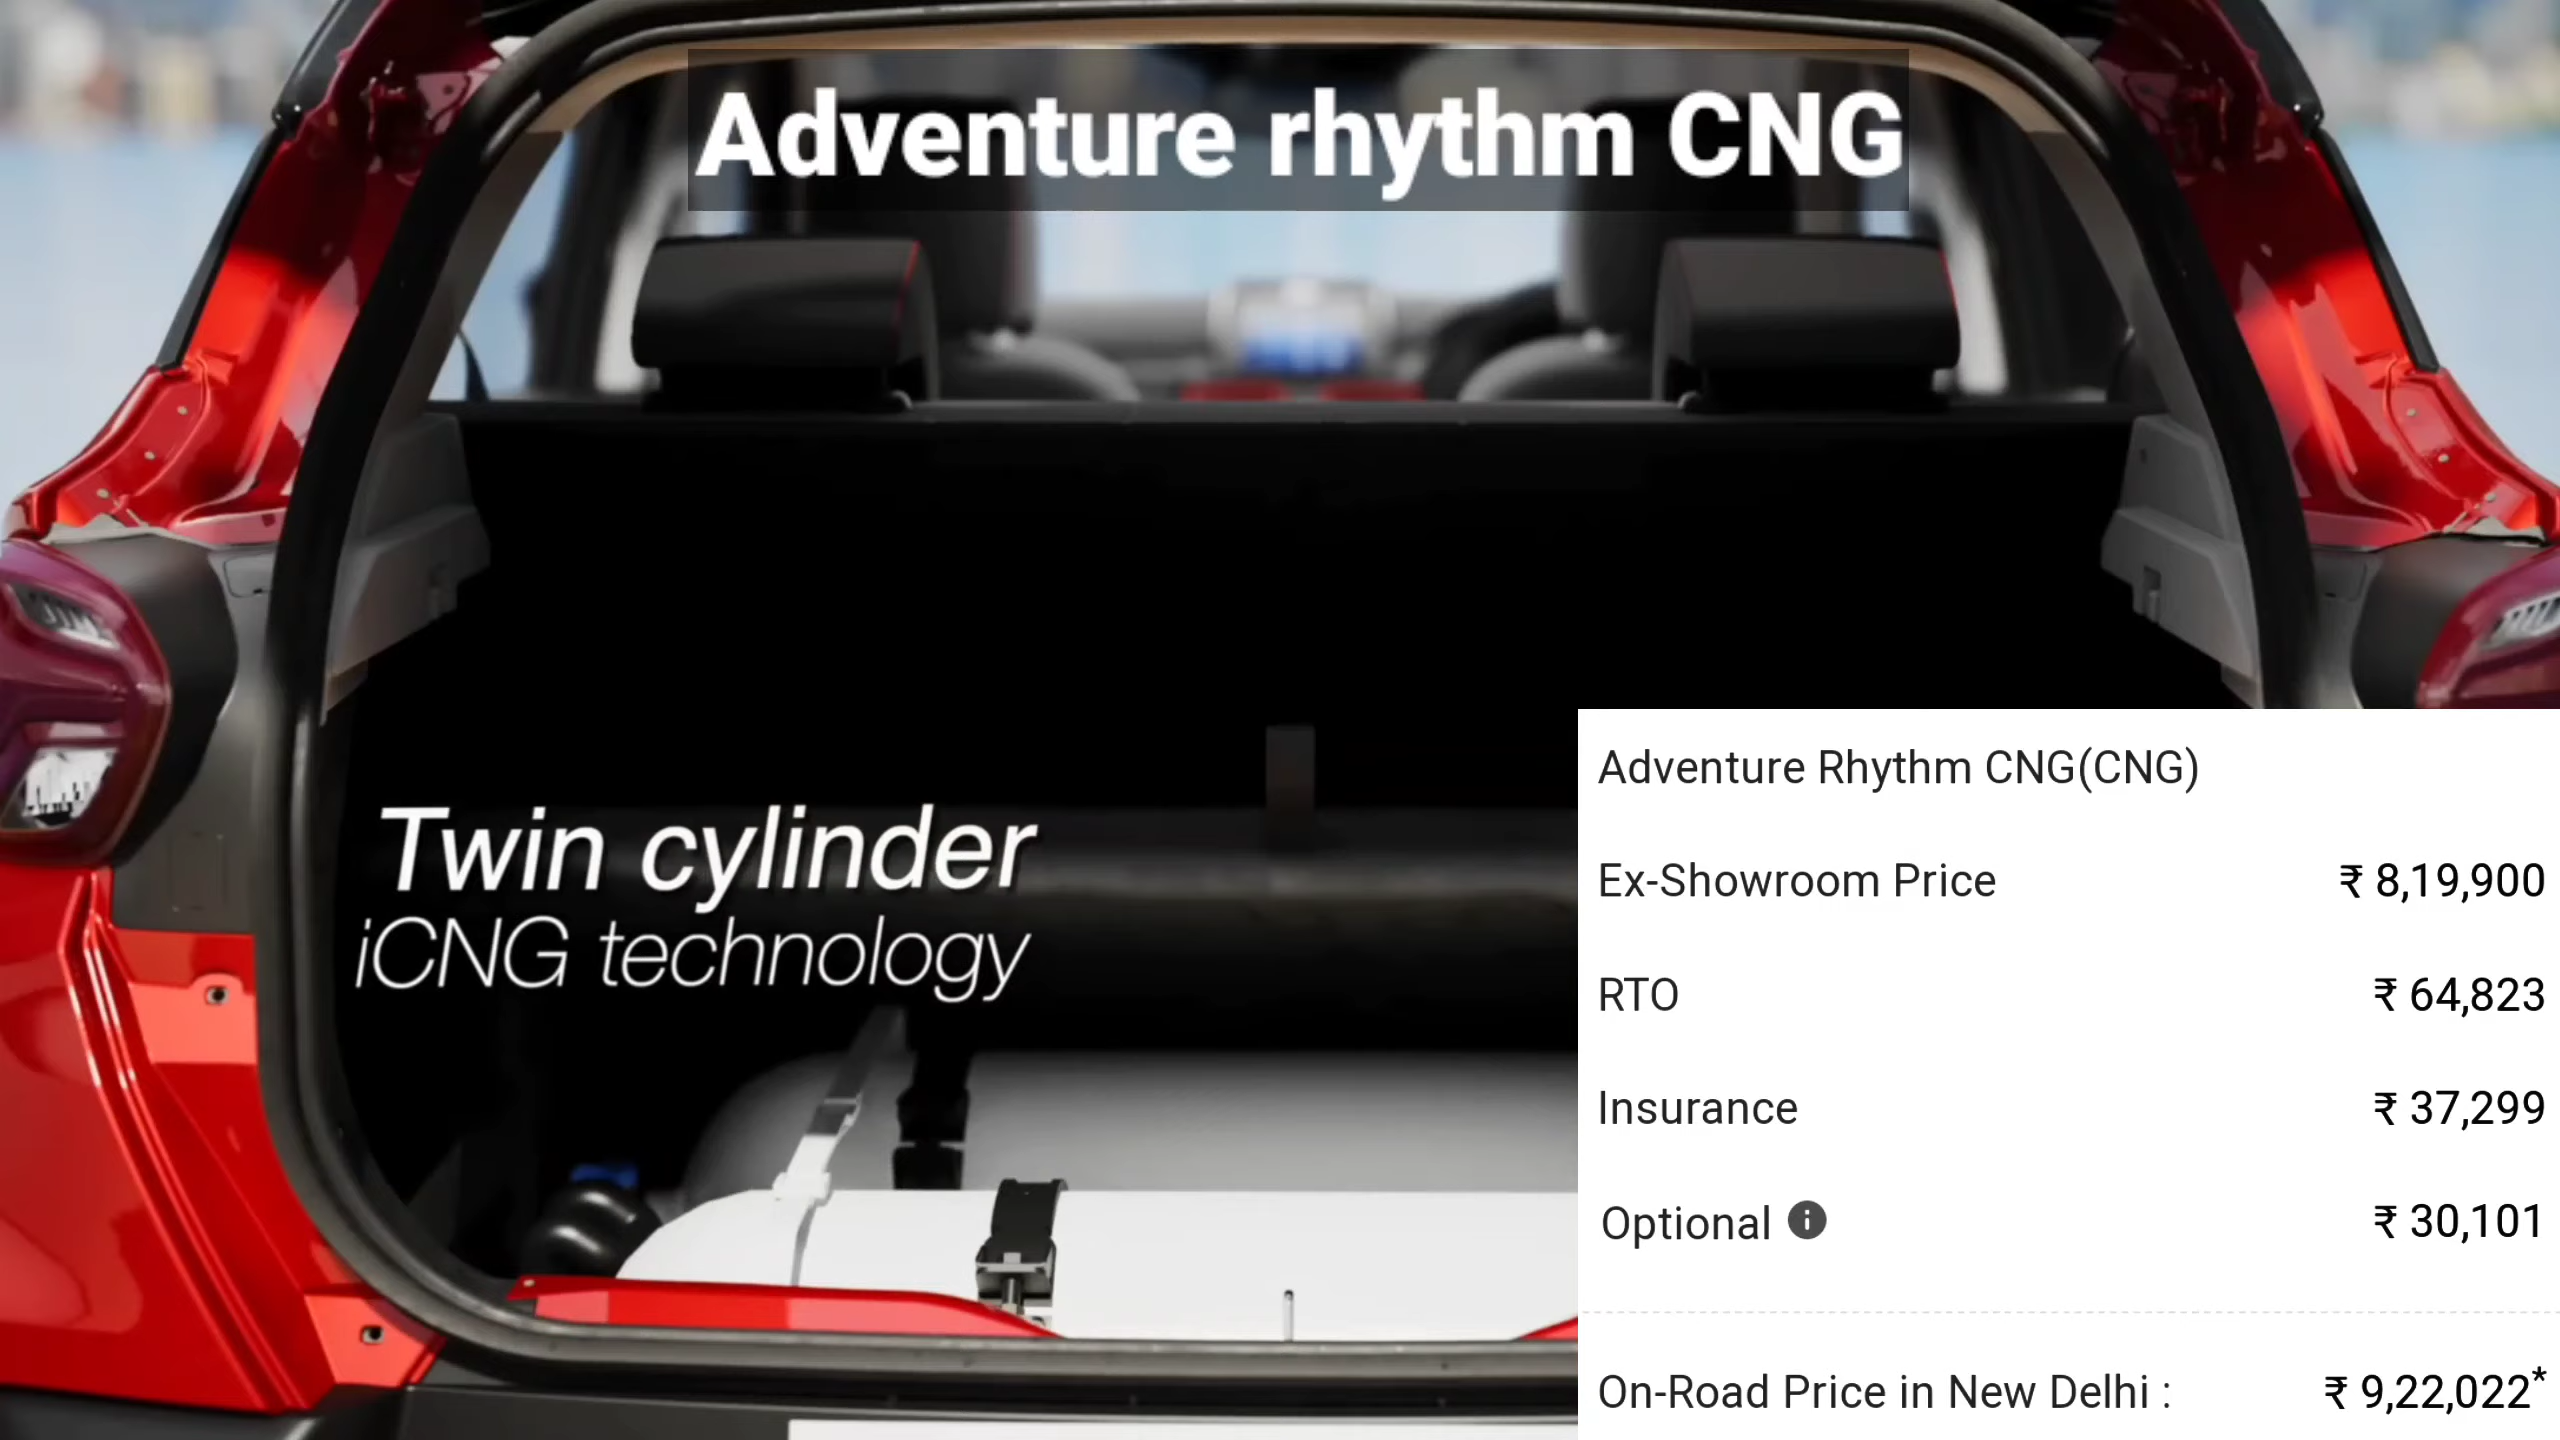 Adventure rhythm CNG
Twin cylinder
iCNG technology
Adventure Rhythm CNG(CNG)
Ex-Showroom Price ₹ 8,19,900
RTO ₹ 64,823
Insurance ₹ 37,299
Optional ₹ 30,101
On-Road Price in New Delhi : ₹ 9,22,022*